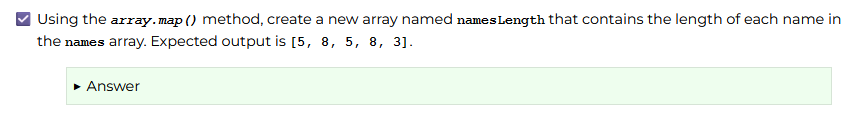 Using the array.map() method, create a new array named namesLength that contains the length of each name in
the names array. Expected output is [5, 8, 5, 8, 3].
▸ Answer